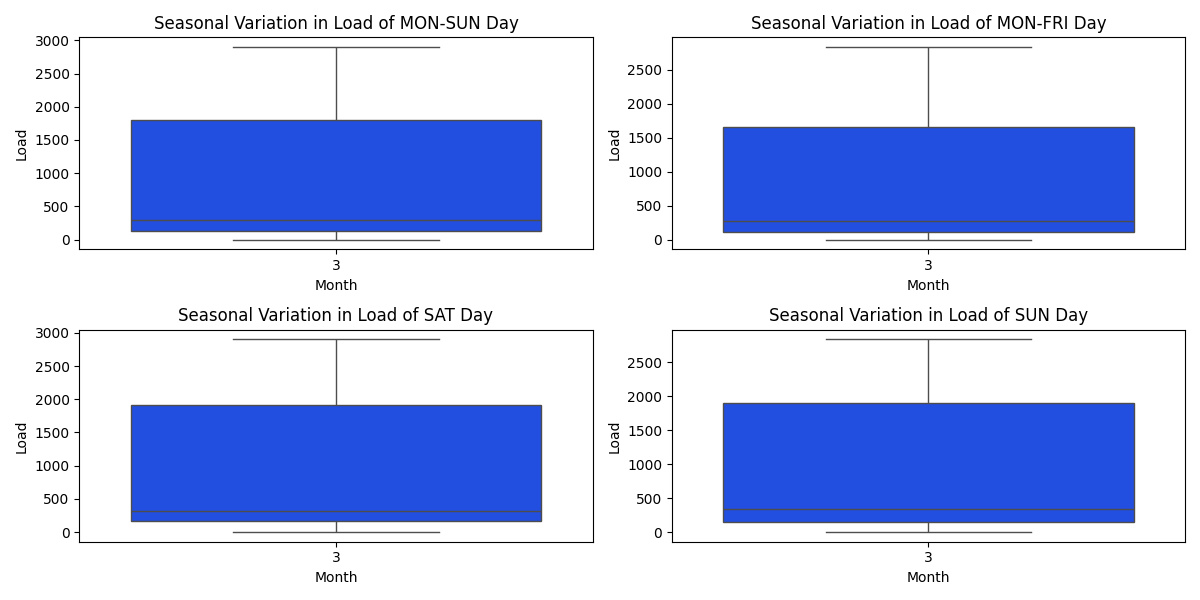 Seasonal Variation in Load of MON-SUN Day
3000
2500
2000
1500
1000
500
0
Load
3
Month
Seasonal Variation in Load of MON-FRI Day
2500
2000
1500
1000
500
0
Load
3
Month
Seasonal Variation in Load of SAT Day
3000
2500
2000
1500
1000
500
0
Load
3
Month
Seasonal Variation in Load of SUN Day
2500
2000
1500
1000
500
0
Load
3
Month